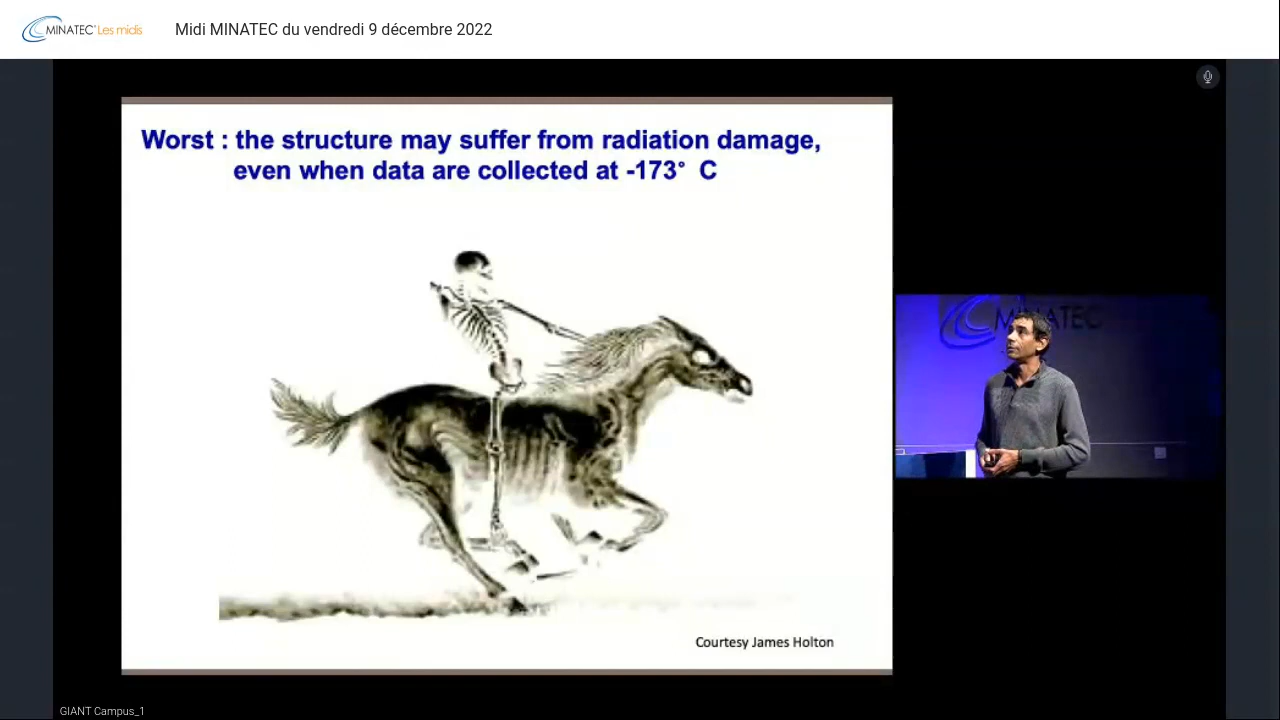 MINATEC Les midis
Midi MINATEC du vendredi 9 décembre 2022
Worst : the structure may suffer from radiation damage,
even when data are collected at -173° C
MINATEC
Courtesy James Holton
GIANT Campus_1